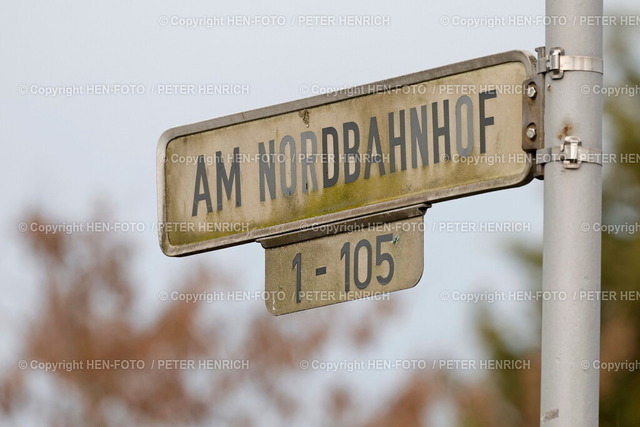 AM NORDBAHNHOF
1 - 105
©Copyright HEN-FOTO / PETER HENRICH